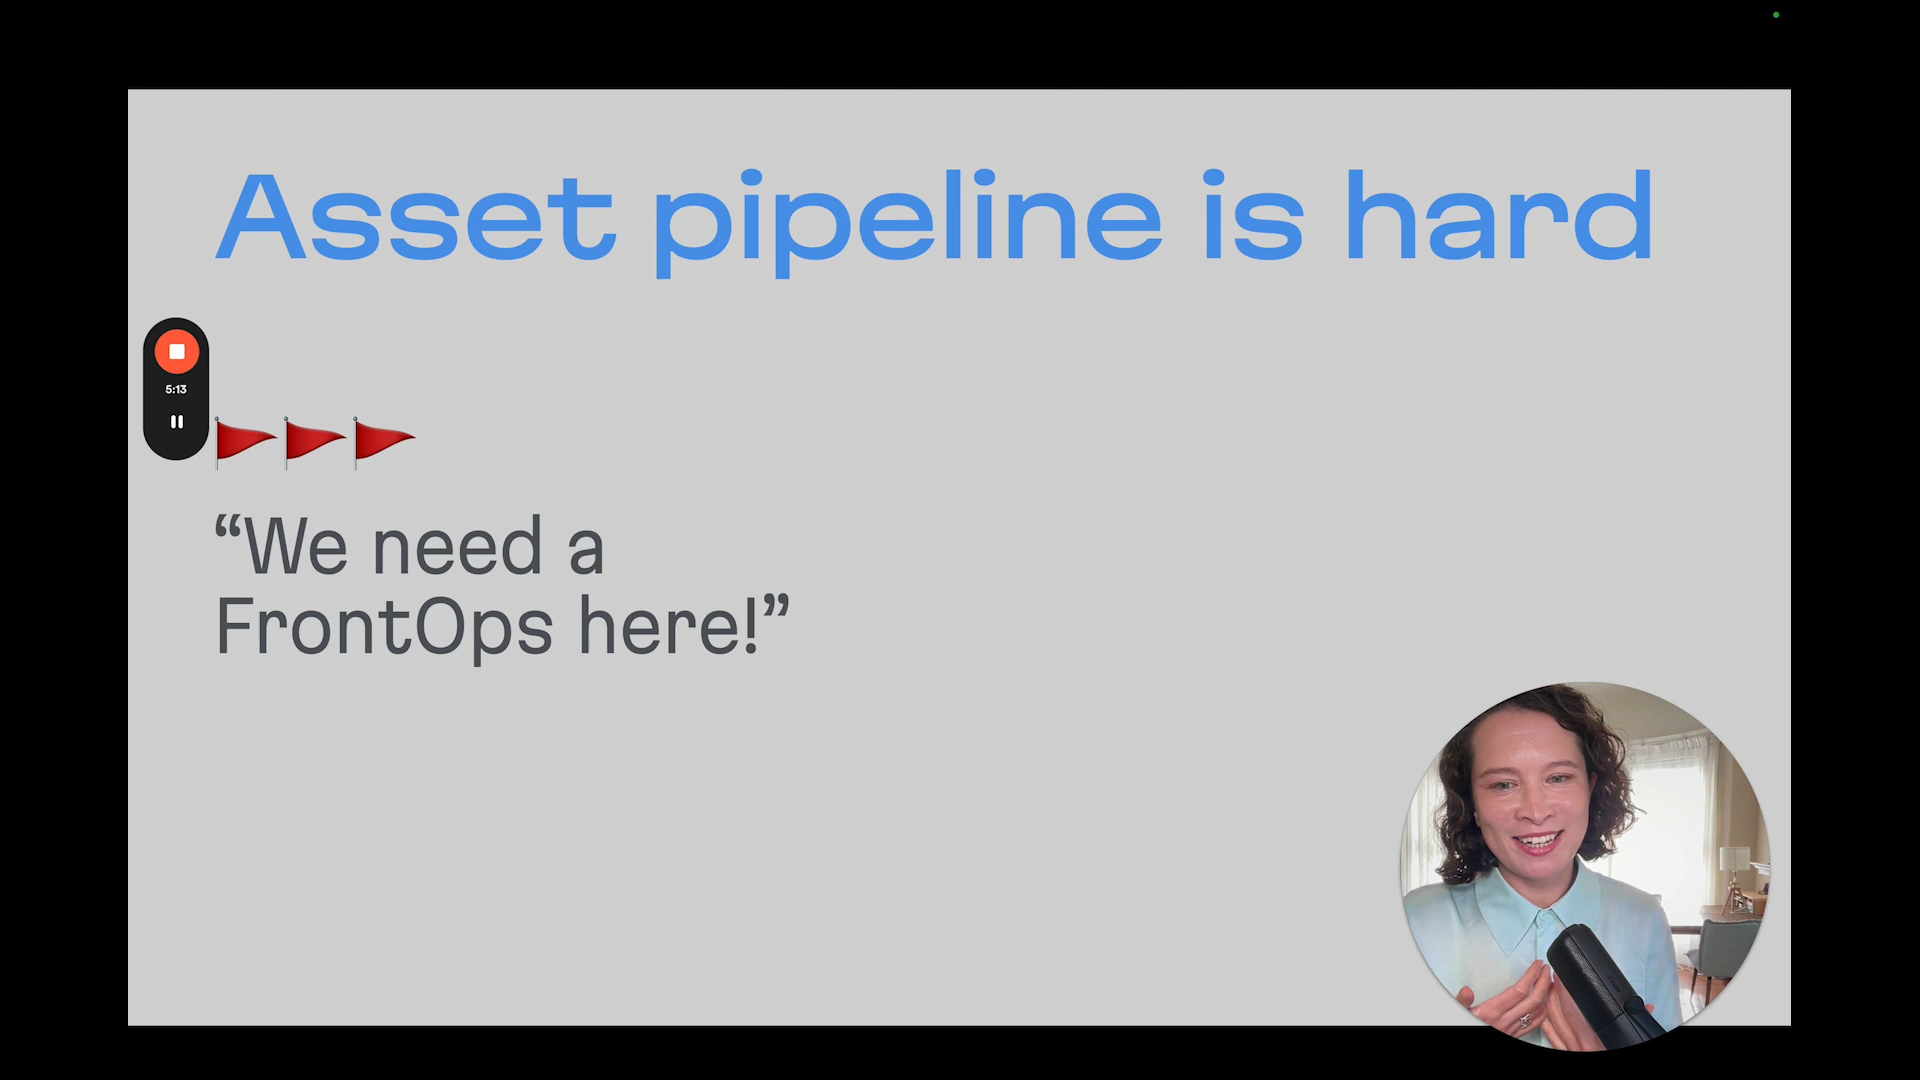 Asset pipeline is hard
5:13
“We need a
FrontOps here!”